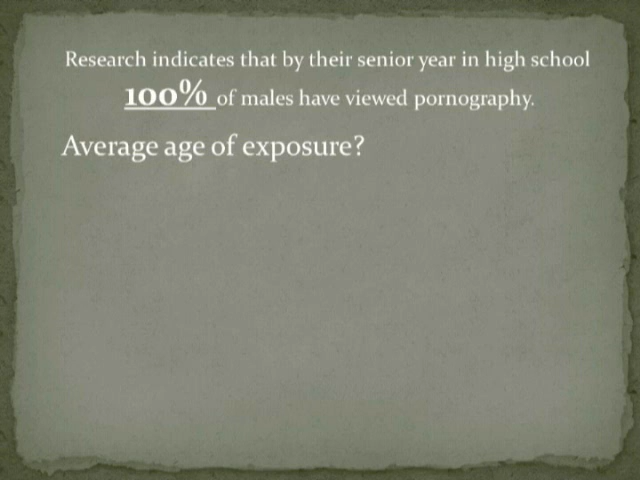 Research indicates that by their senior year in high school
100% of males have viewed pornography.
Average age of exposure?